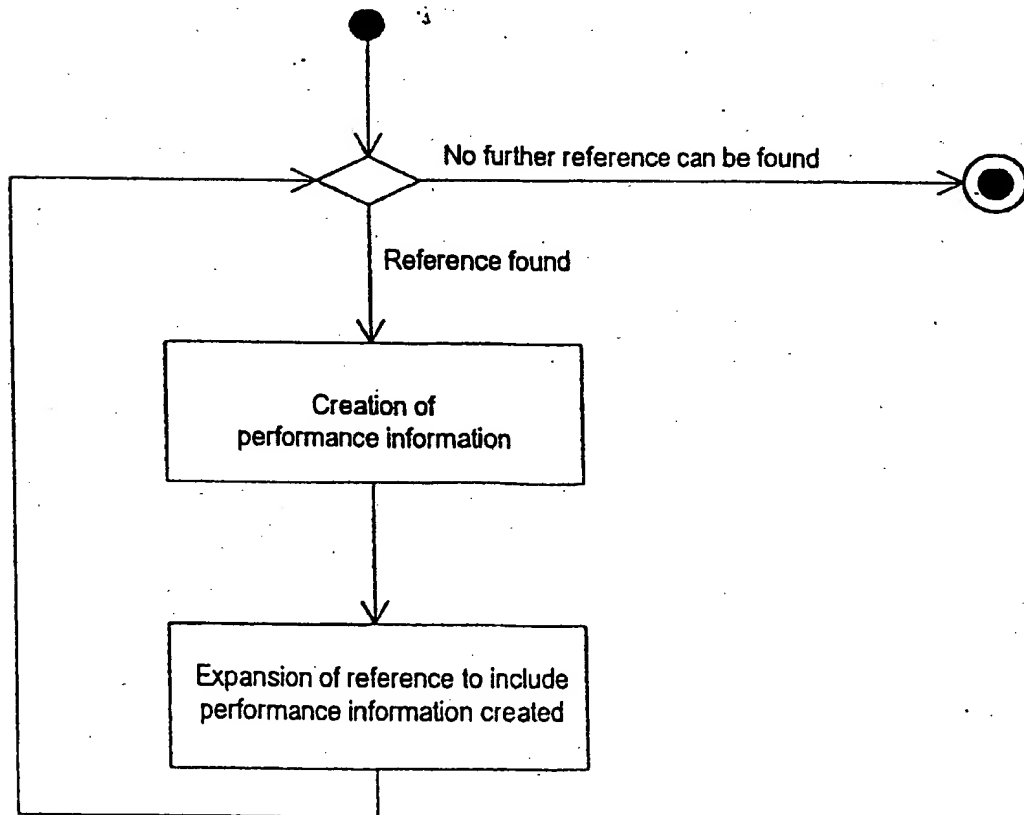 No further reference can be found
Reference found
Creation of
performance information
Expansion of reference to include
performance information created